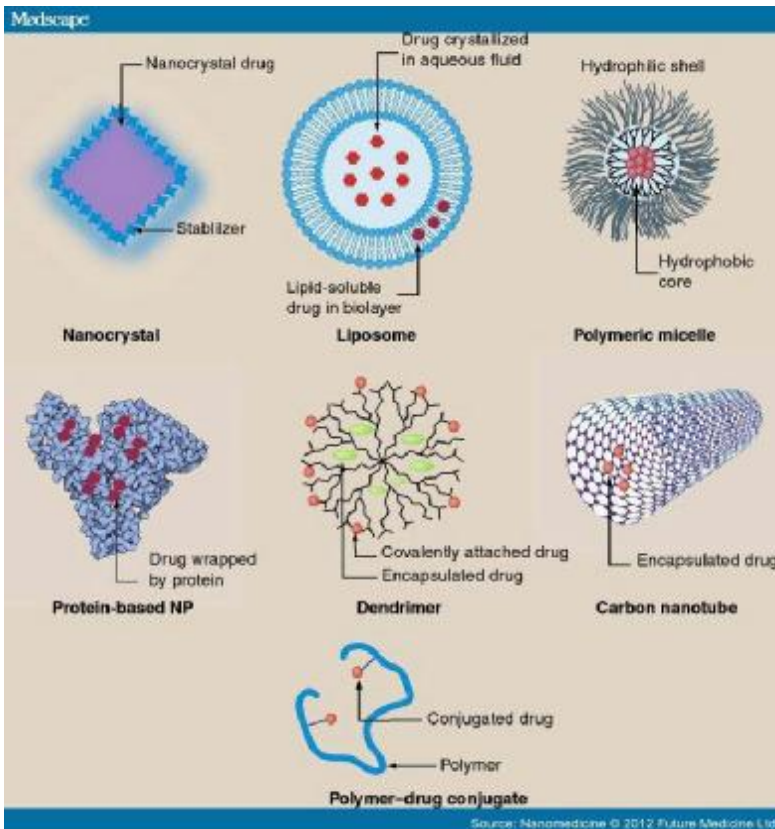 Medscape
Nanocrystal drug
Stabilizer
Nanocrystal
Drug crystallized
in aqueous fluid
Lipid-soluble
drug in biolayer
Liposome
Hydrophilic shell
Hydrophobic
core
Polymeric micelle
Drug wrapped
by protein
Protein-based NP
Covalently attached drug
Encapsulated drug
Dendrimer
Encapsulated drug
Carbon nanotube
Conjugated drug
Polymer
Polymer–drug conjugate
Source: Nanomedicine © 2012 Future Medicine Ltd